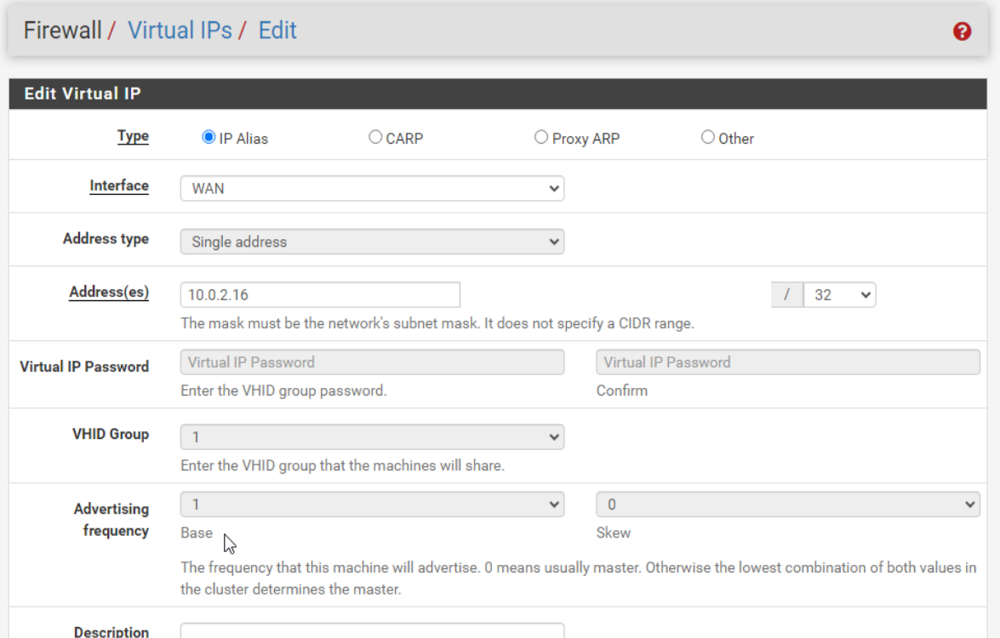 Firewall / Virtual IPs / Edit
Edit Virtual IP
Type IP Alias CARP Proxy ARP Other
Interface WAN
Address type Single address
Address(es) 10.0.2.16 / 32
The mask must be the network's subnet mask. It does not specify a CIDR range.
Virtual IP Password Virtual IP Password Virtual IP Password
Enter the VHID group password. Confirm
VHID Group 1
Enter the VHID group that the machines will share.
Advertising frequency 1 0
Base Skew
The frequency that this machine will advertise. 0 means usually master. Otherwise the lowest combination of both values in
the cluster determines the master.
Description